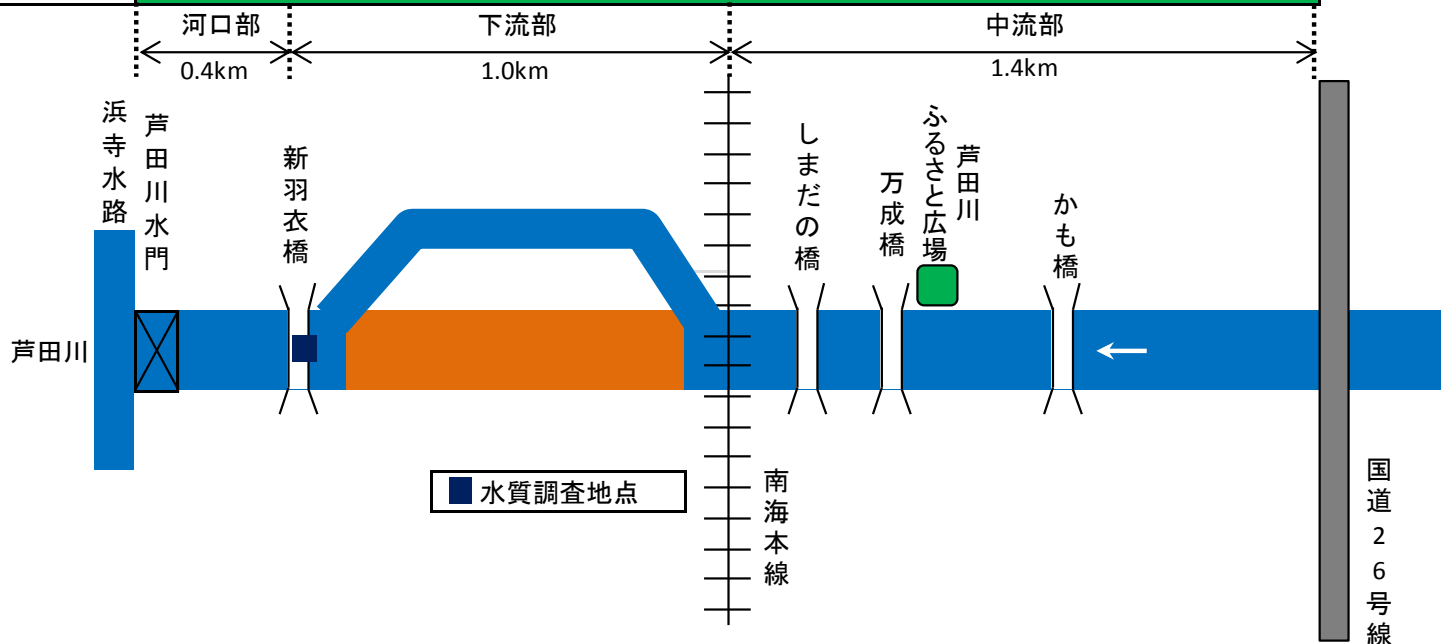 河口部
下流部
中流部
0.4km
1.0km
1.4km
浜寺水路
芦田川水門
新羽衣橋
しまだの橋
万成橋
芦田川
ふるさと広場
かも橋
芦田川
水質調査地点
南海本線
国道26号線